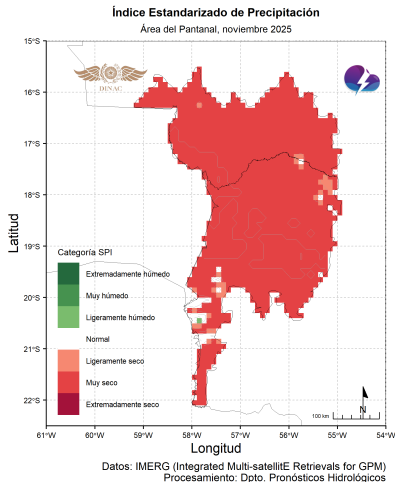 Índice Estandarizado de Precipitación
Área del Pantanal, noviembre 2025
15°S
16°S
17°S
18°S
19°S
20°S
21°S
22°S
Latitud
DINAC
Categoría SPI
Extremadamente húmedo
Muy húmedo
Ligeramente húmedo
Normal
Ligeramente seco
Muy seco
Extremadamente seco
N
100 km
61°W 60°W 59°W 58°W 57°W 56°W 55°W 54°W
Longitud
Datos: IMERG (Integrated Multi-satellitE Retrievals for GPM)
Procesamiento: Dpto. Pronósticos Hidrológicos